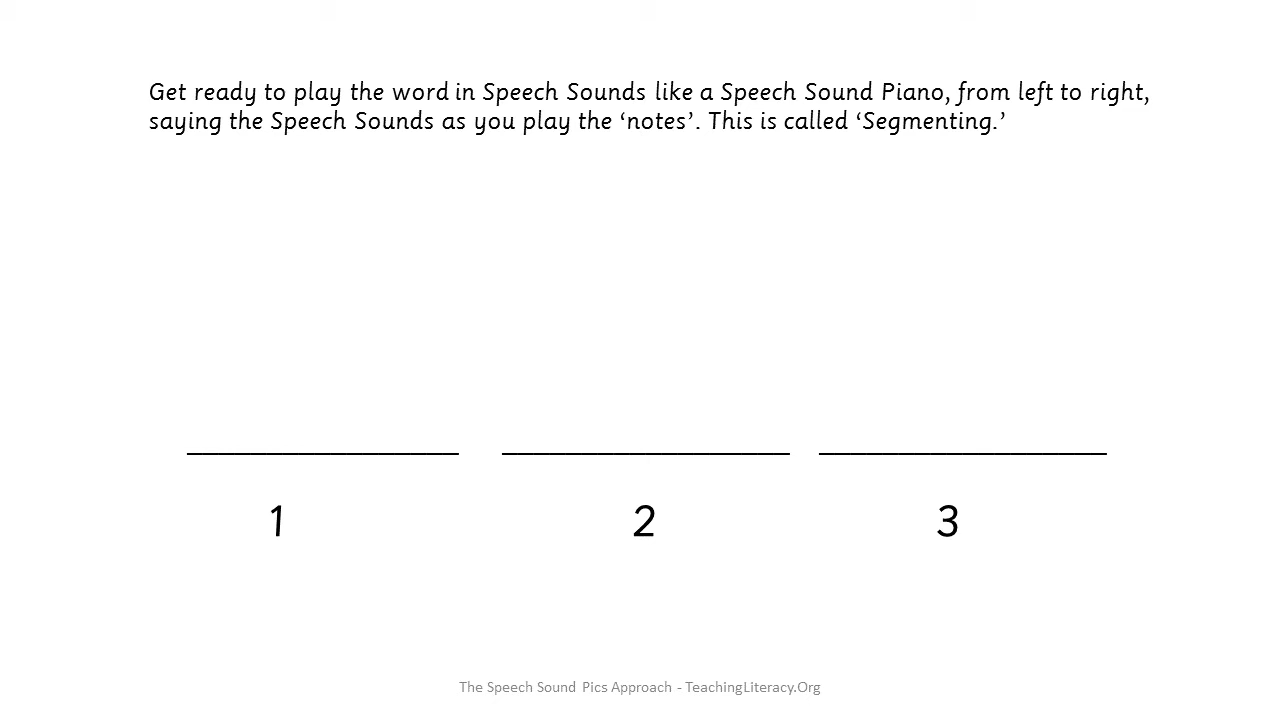 Get ready to play the word in Speech Sounds like a Speech Sound Piano, from left to right,
saying the Speech Sounds as you play the ‘notes’. This is called ‘Segmenting.’
1 2 3
The Speech Sound Pics Approach - TeachingLiteracy.Org